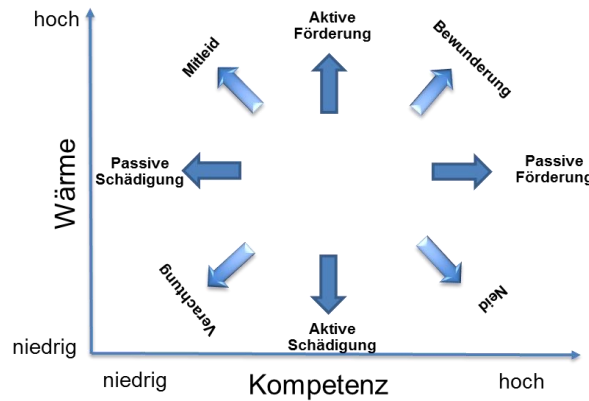 hoch
Aktive
Förderung
Mitleid
Bewunderung
Wärme
Passive
Schädigung
Passive
Förderung
Verachtung
Neid
Aktive
Schädigung
niedrig
niedrig
Kompetenz
hoch